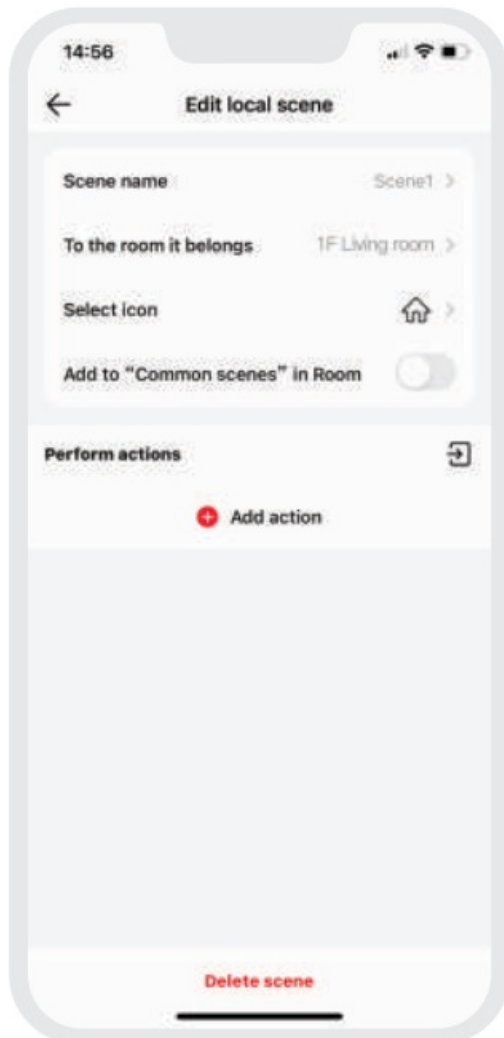 14:56
Edit local scene
Scene name Scene1
To the room it belongs 1F Living room
Select icon
Add to “Common scenes” in Room
Perform actions
Add action
Delete scene